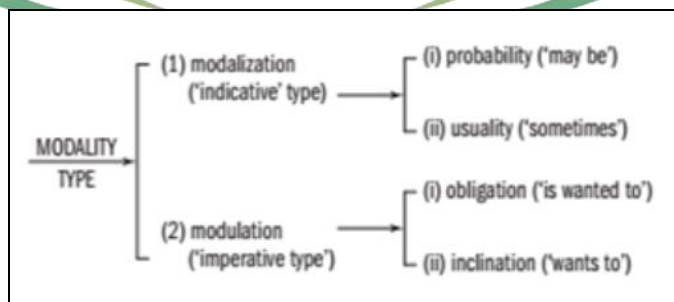 MODALITY
TYPE
(1) modalization
('indicative' type)
(i) probability ('may be')
(ii) usuality ('sometimes')
(2) modulation
('imperative type')
(i) obligation ('is wanted to')
(ii) inclination ('wants to')